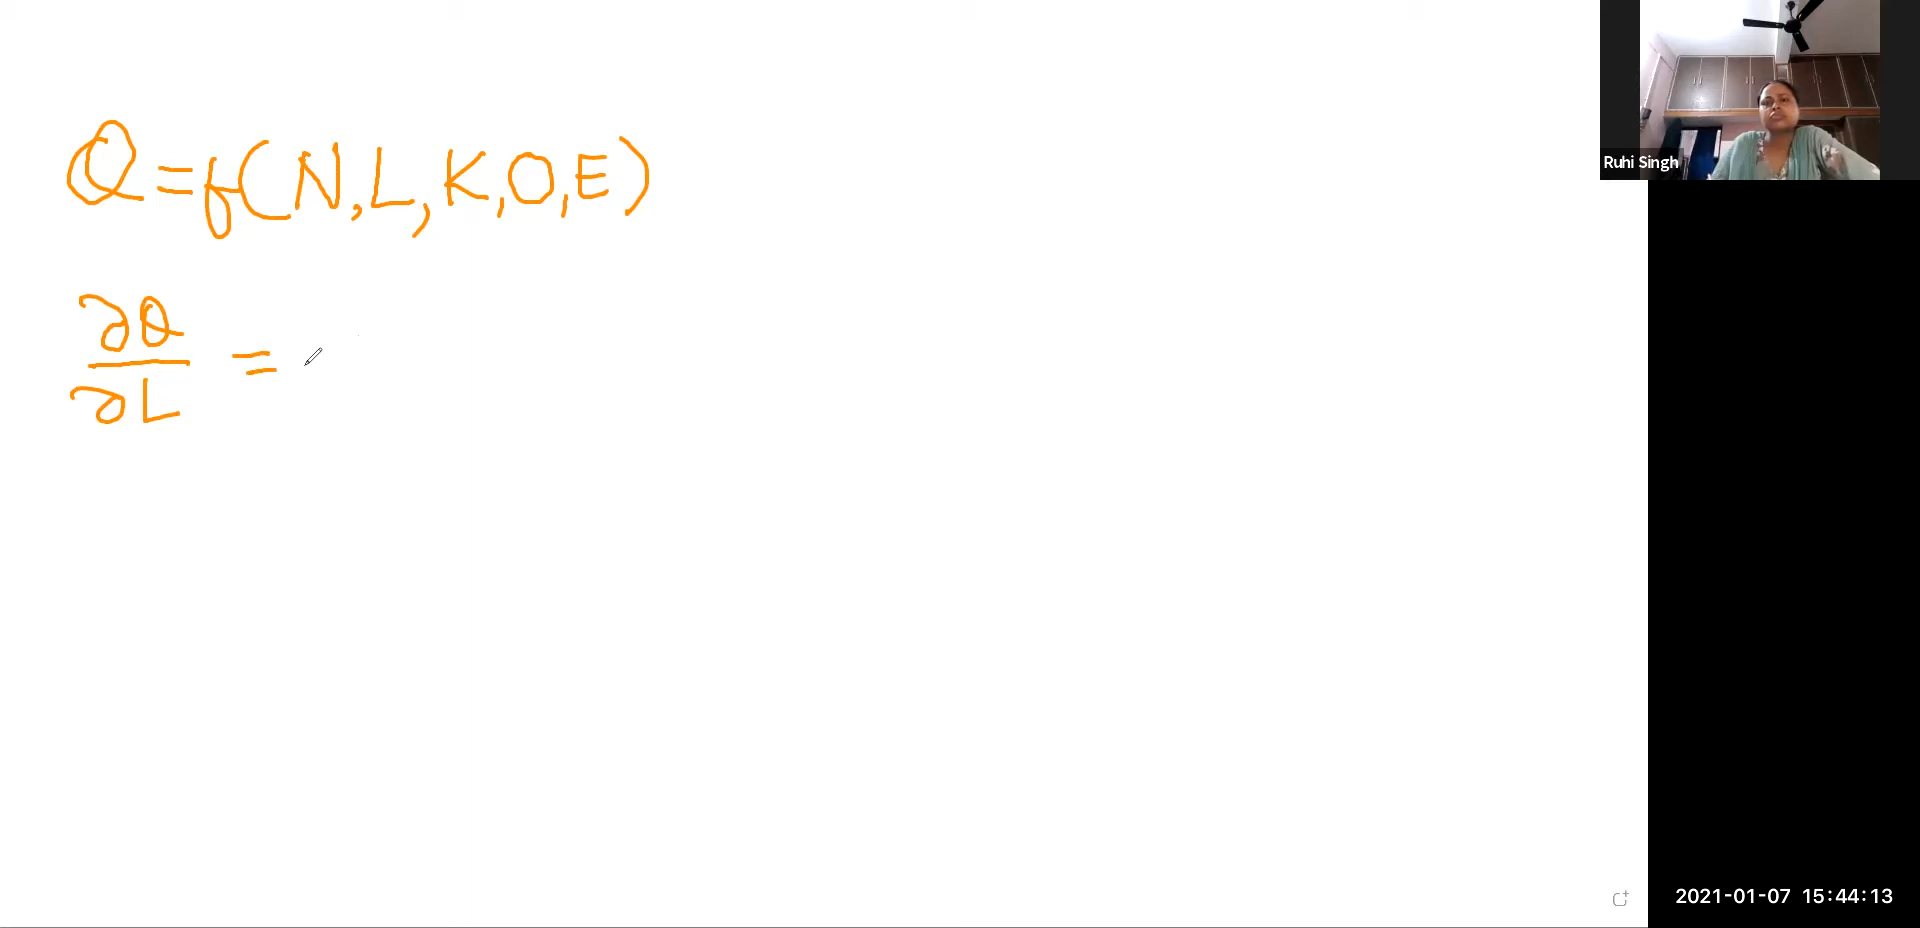 Q=f(N,L,K,O,E)
∂Q
∂L =
Ruhi Singh
2021-01-07 15:44:13